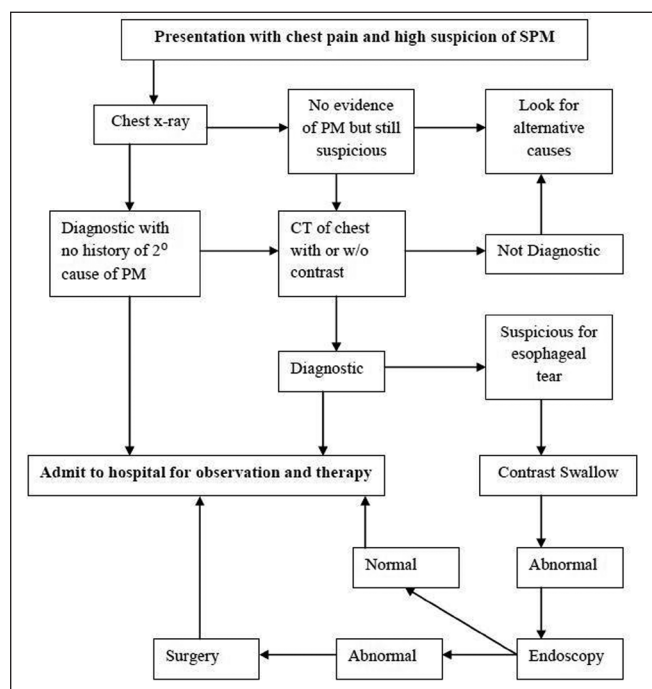 Presentation with chest pain and high suspicion of SPM
Chest x-ray
No evidence
of PM but still
suspicious
Look for
alternative
causes
Diagnostic with
no history of 2⁰
cause of PM
CT of chest
with or w/o
contrast
Not Diagnostic
Diagnostic
Suspicious for
esophageal
tear
Admit to hospital for observation and therapy
Contrast Swallow
Normal
Abnormal
Surgery
Abnormal
Endoscopy